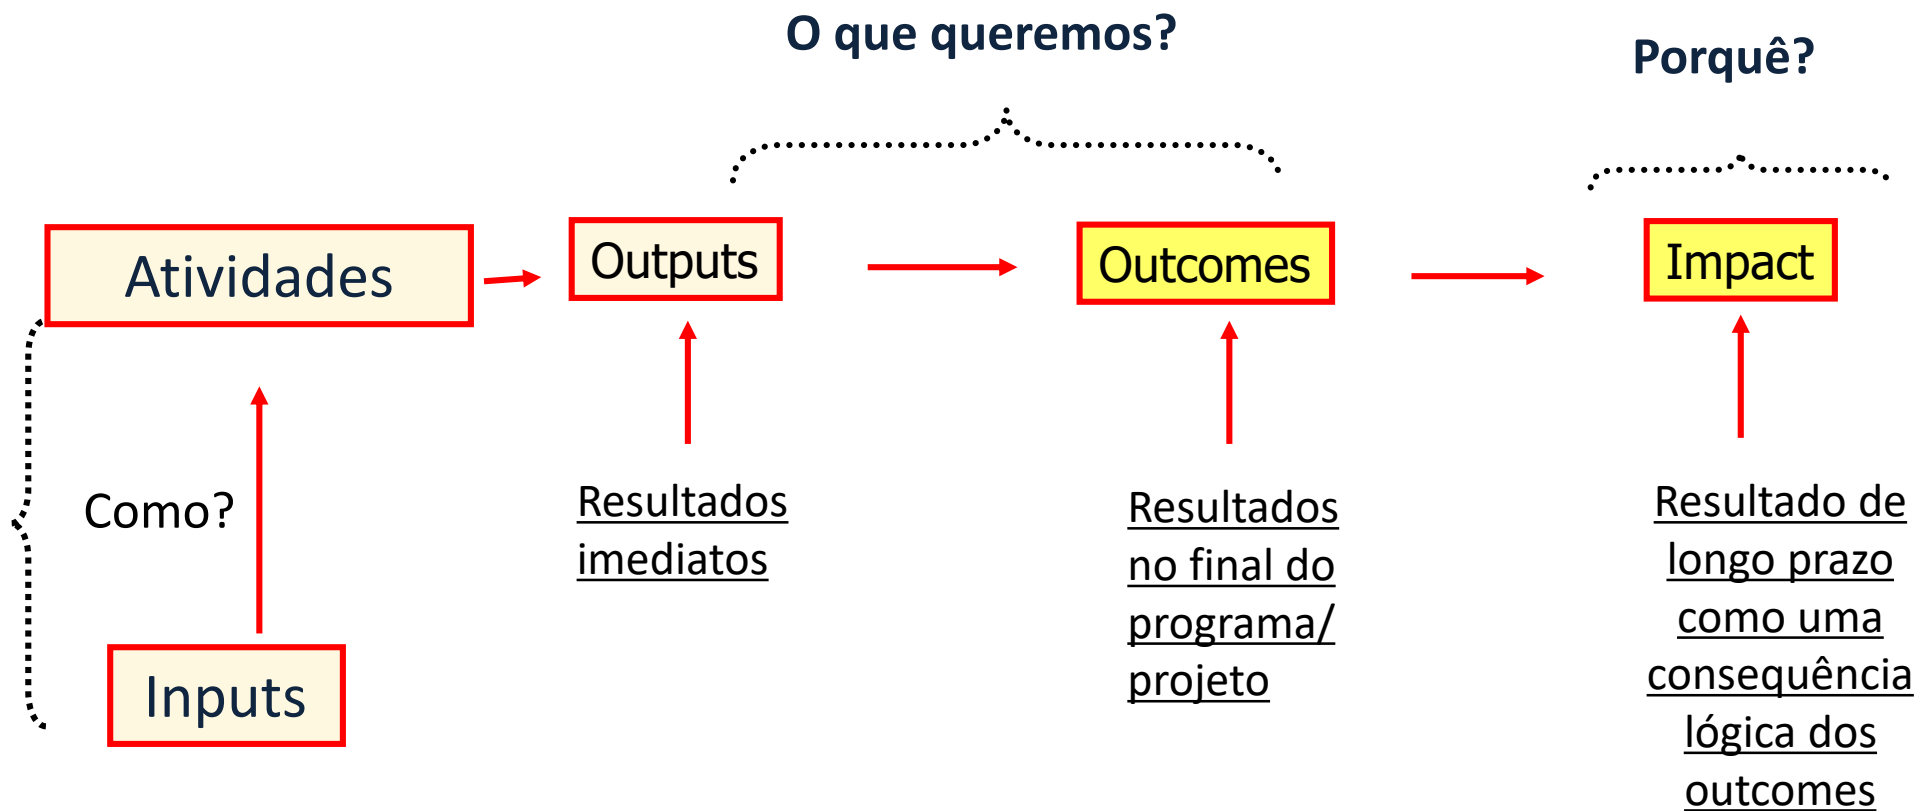 O que queremos?
Porquê?
Atividades
Outputs
Outcomes
Impact
Como?
Inputs
Resultados
imediatos
Resultados
no final do
programa/
projeto
Resultado de
longo prazo
como uma
consequência
lógica dos
outcomes